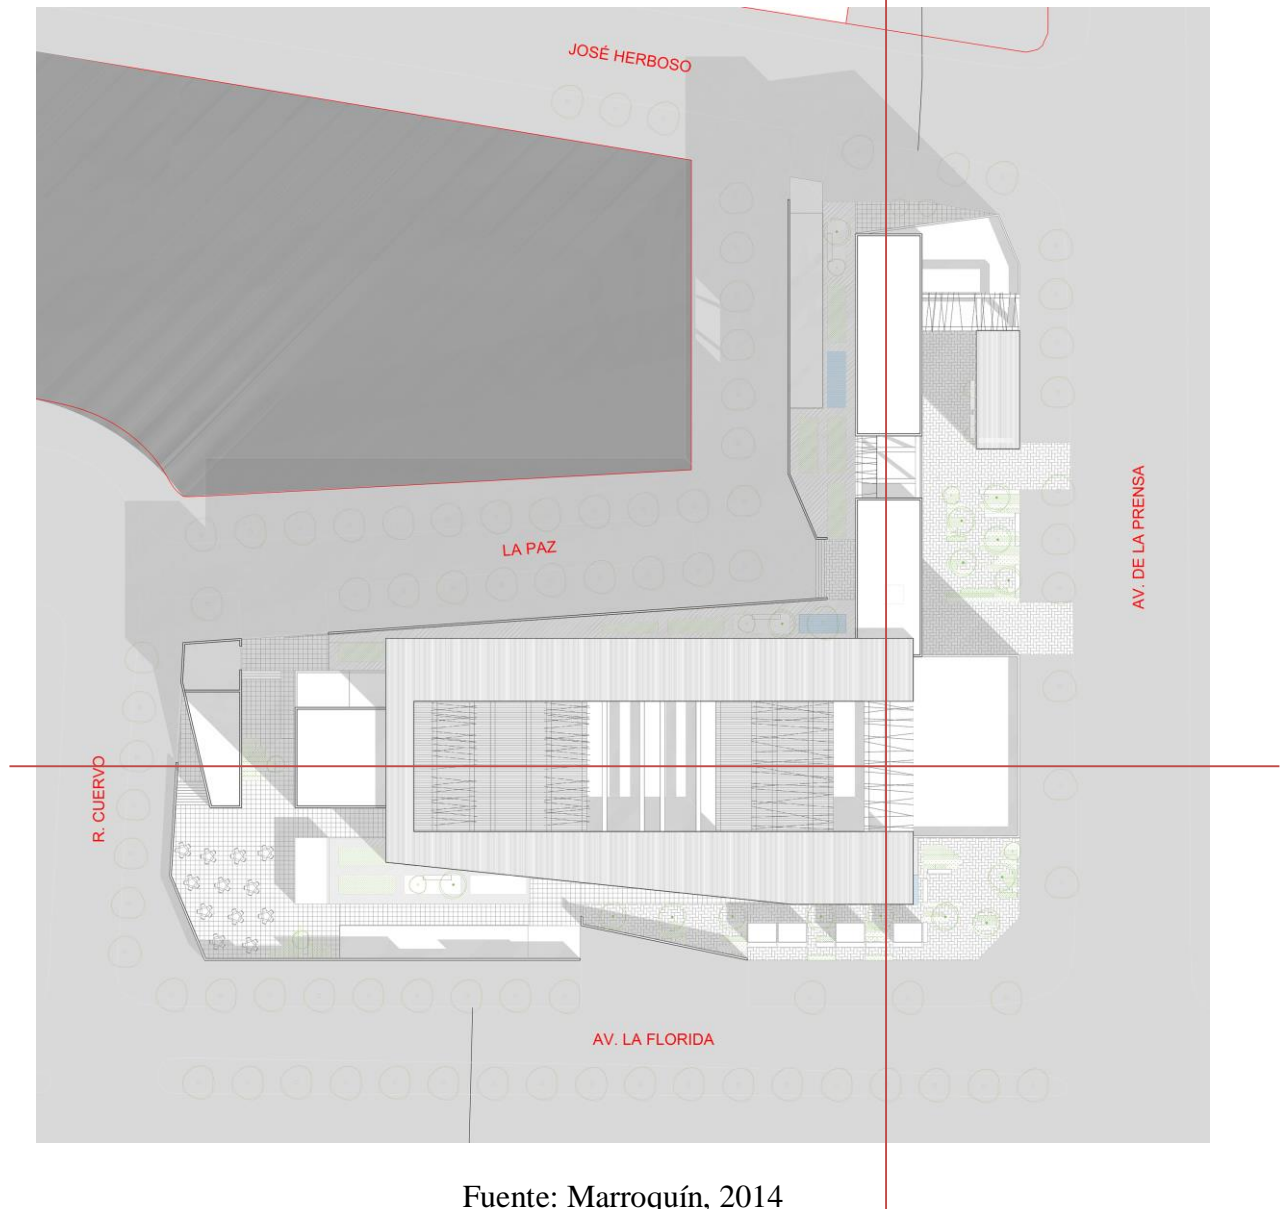 JOSÉ HERBOSO
AV. DE LA PRENSA
LA PAZ
R. CUERVO
AV. LA FLORIDA
Fuente: Marroquín, 2014